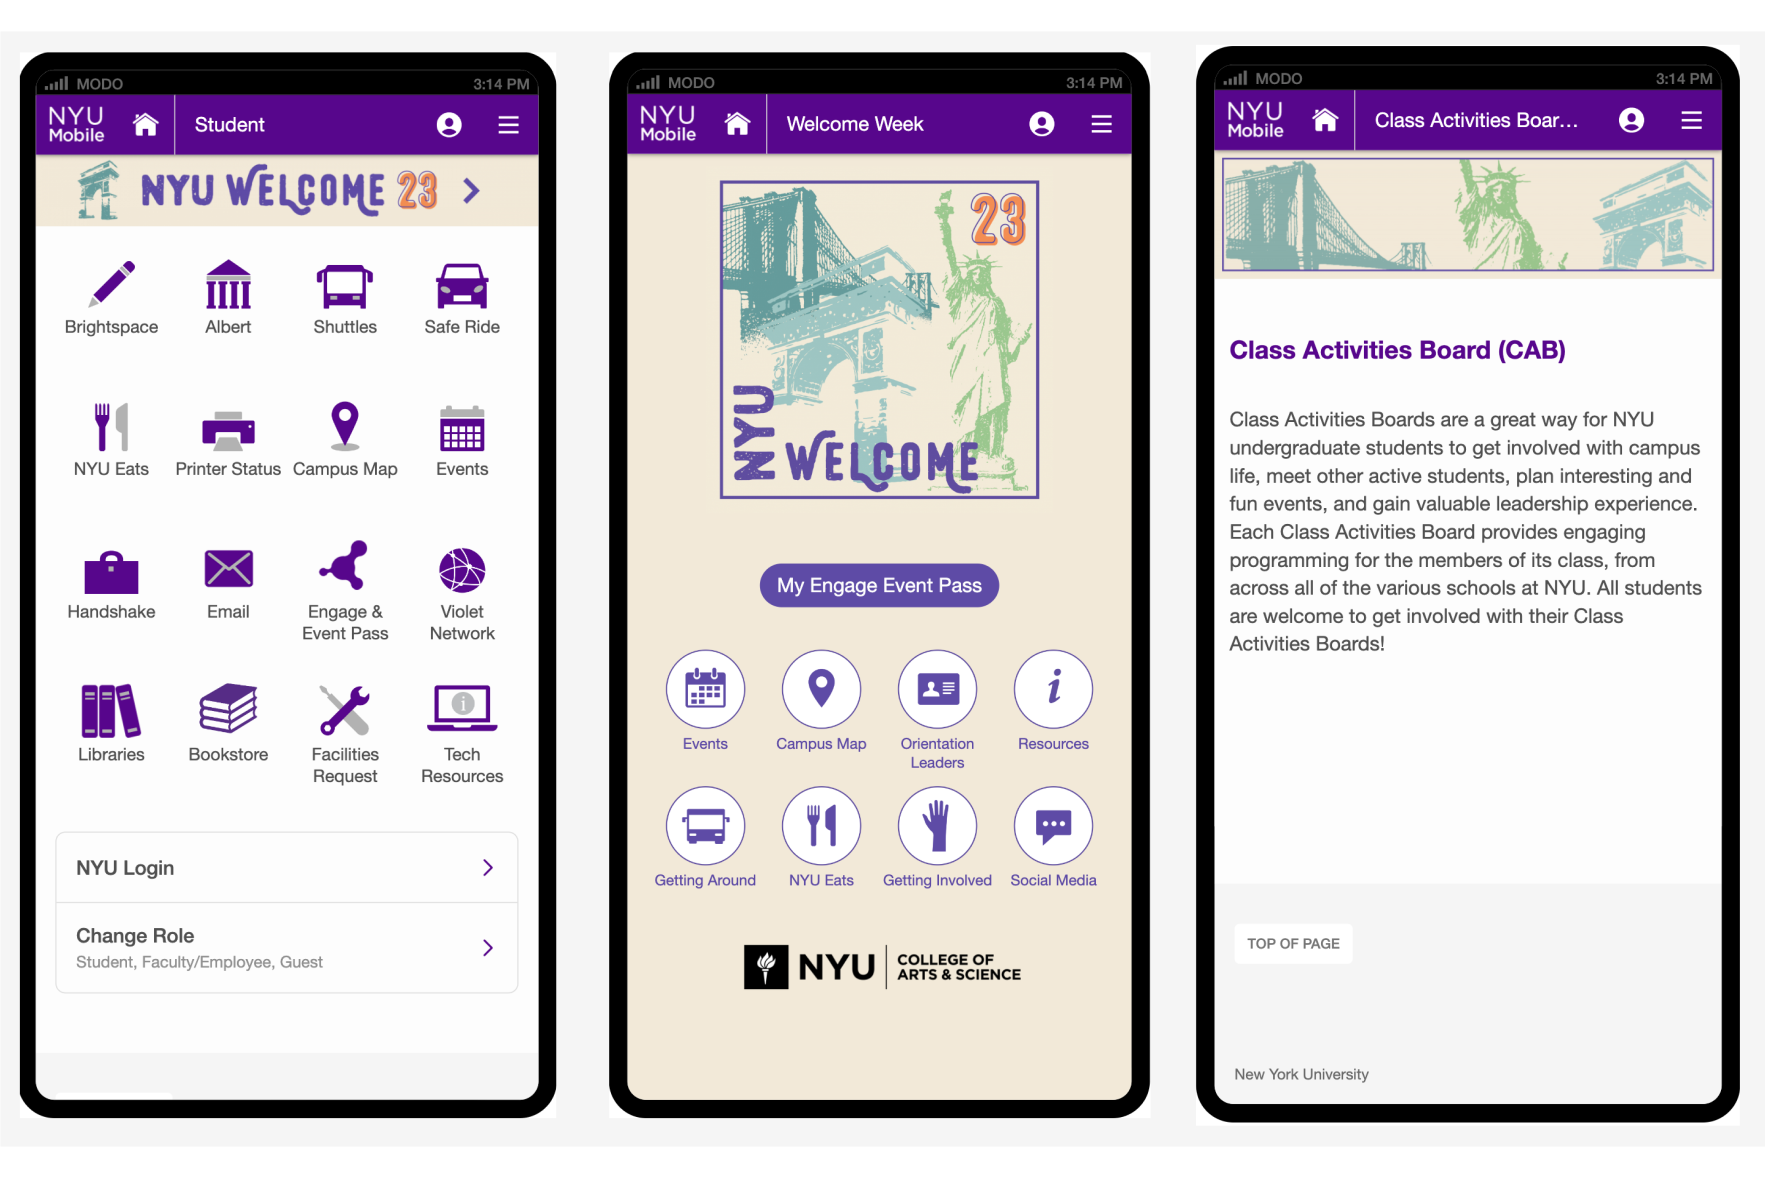 MODO 3:14 PM
NYU
Mobile
Student
NYU WELCOME 23
Brightspace Albert Shuttles Safe Ride
NYU Eats Printer Status Campus Map Events
Handshake Email Engage &
Event Pass Violet
Network
Libraries Bookstore Facilities
Request Tech
Resources
NYU Login
Change Role
Student, Faculty/Employee, Guest
MODO 3:14 PM
NYU
Mobile
Welcome Week
23
NYU
WELCOME
My Engage Event Pass
Events Campus Map Orientation
Leaders Resources
Getting Around NYU Eats Getting Involved Social Media
NYU COLLEGE OF
ARTS & SCIENCE
MODO 3:14 PM
NYU
Mobile
Class Activities Boar...
Class Activities Board (CAB)
Class Activities Boards are a great way for NYU
undergraduate students to get involved with campus
life, meet other active students, plan interesting and
fun events, and gain valuable leadership experience.
Each Class Activities Board provides engaging
programming for the members of its class, from
across all of the various schools at NYU. All students
are welcome to get involved with their Class
Activities Boards!
TOP OF PAGE
New York University